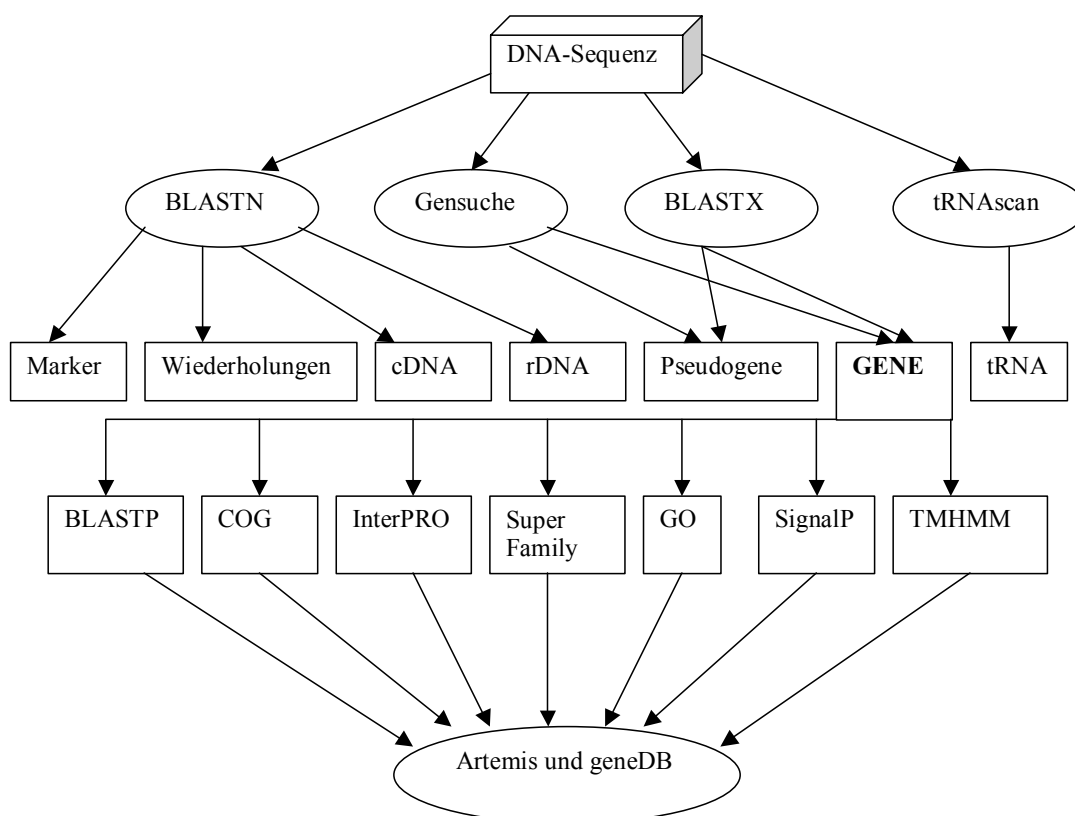 DNA-Sequenz
BLASTN
Gensuche
BLASTX
tRNAscan
Marker
Wiederholungen
cDNA
rDNA
Pseudogene
GENE
tRNA
BLASTP
COG
InterPRO
Super
Family
GO
SignalP
TMHMM
Artemis und geneDB